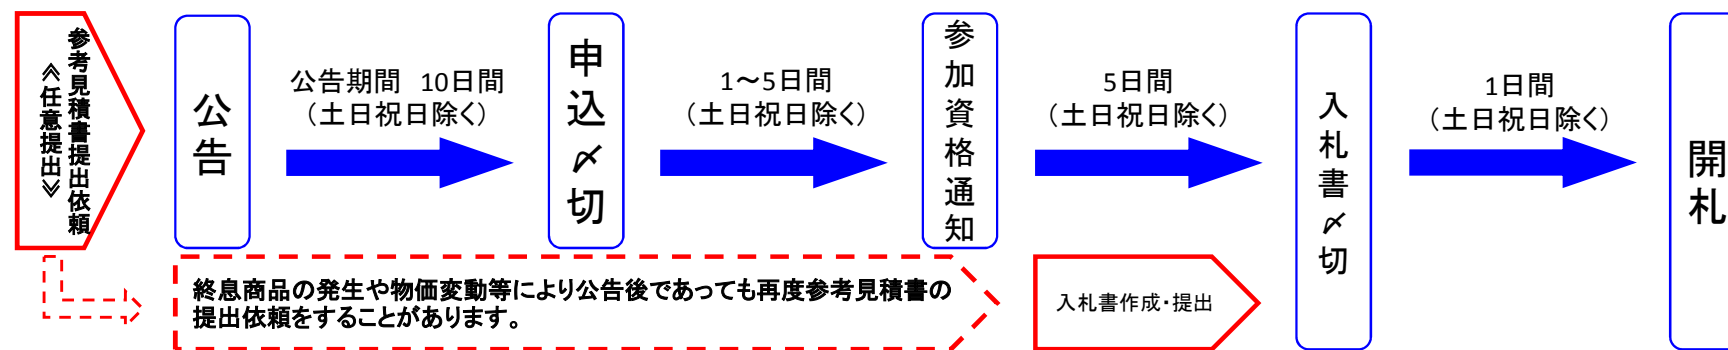 参考見積書提出依頼
≪任意提出≫
公告
公告期間　10日間
（土日祝日除く）
申込〆切
1～5日間
（土日祝日除く）
参加資格通知
5日間
（土日祝日除く）
入札書〆切
1日間
（土日祝日除く）
開札
終息商品の発生や物価変動等により公告後であっても再度参考見積書の
提出依頼をすることがあります。
入札書作成・提出